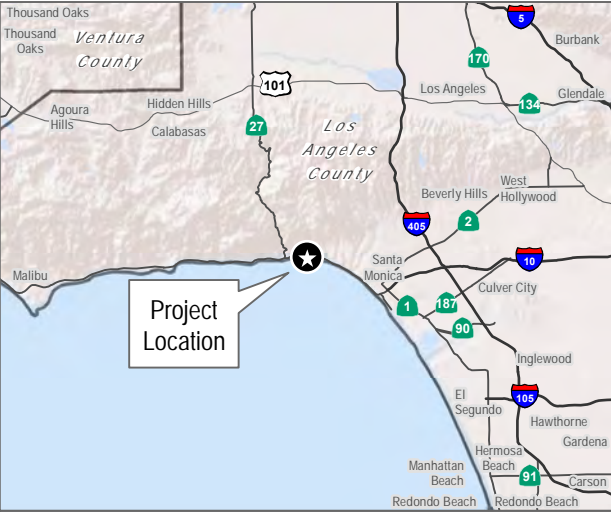 Thousand Oaks
Thousand
Oaks
Ventura
County
5
Burbank
170
101
Los Angeles
134
Glendale
Agoura
Hills
Hidden Hills
Calabasas
27
Los
Angeles
County
West
Hollywood
Beverly Hills
405
2
Santa
Monica
10
Malibu
Culver City
Project
Location
1
187
90
Inglewood
El
Segundo
105
Hawthorne
Gardena
Hermosa
Beach
Manhattan
Beach
91
Carson
Redondo Beach
Redondo Beach